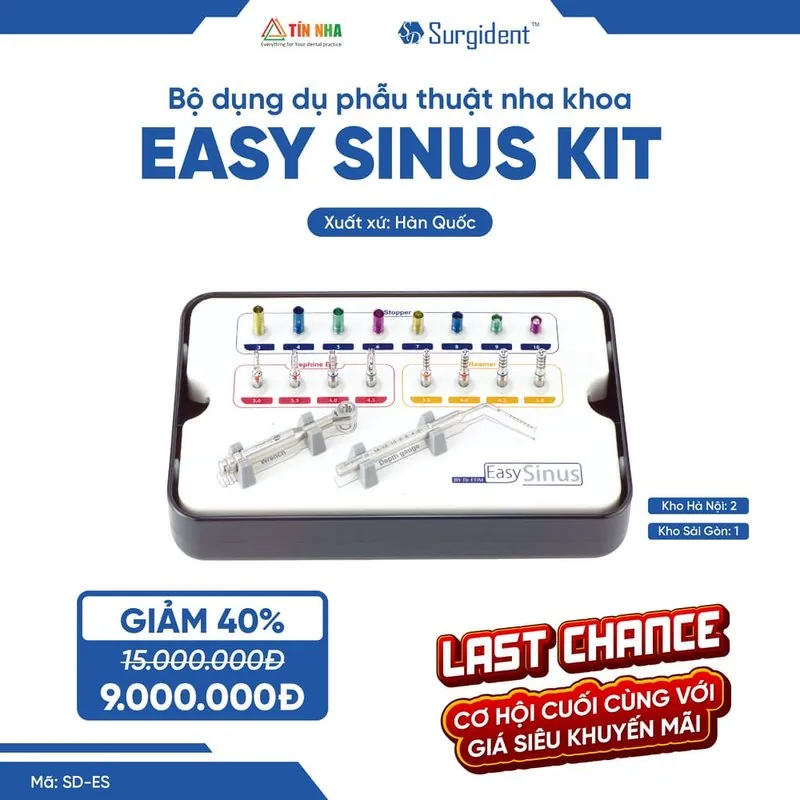 TÍN NHA
Everything for Your dental practice
Surgident™
Bộ dụng dụ phẫu thuật nha khoa
EASY SINUS KIT
Xuất xứ: Hàn Quốc
Stopper
3 4 5 6 7 8 9 10
Reamer
Wrench
Depth gauge
BY Dr EOM
Easy Sinus
Kho Hà Nội: 2
Kho Sài Gòn: 1
GIẢM 40%
15.000.000Đ
9.000.000Đ
LAST CHANCE
CƠ HỘI CUỐI CÙNG VỚI
GIÁ SIÊU KHUYẾN MÃI
Mã: SD-ES